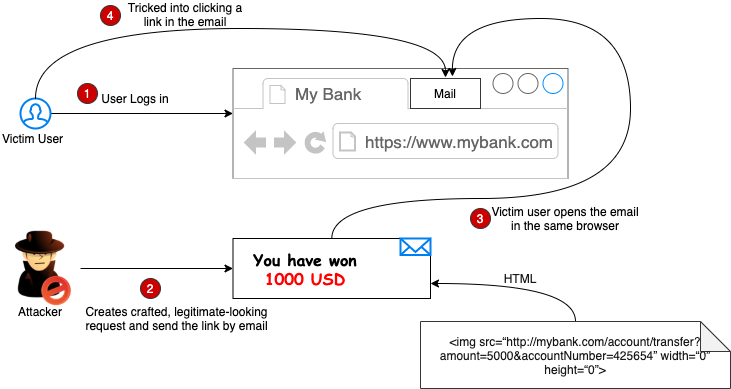 4
Tricked into clicking a
link in the email
1
User Logs in
Victim User
My Bank
Mail
https://www.mybank.com
3
Victim user opens the email
in the same browser
You have won
1000 USD
2
Attacker
Creates crafted, legitimate-looking
request and send the link by email
HTML
<img src=“http://mybank.com/account/transfer?
amount=5000&accountNumber=425654” width=“0”
height=“0”>